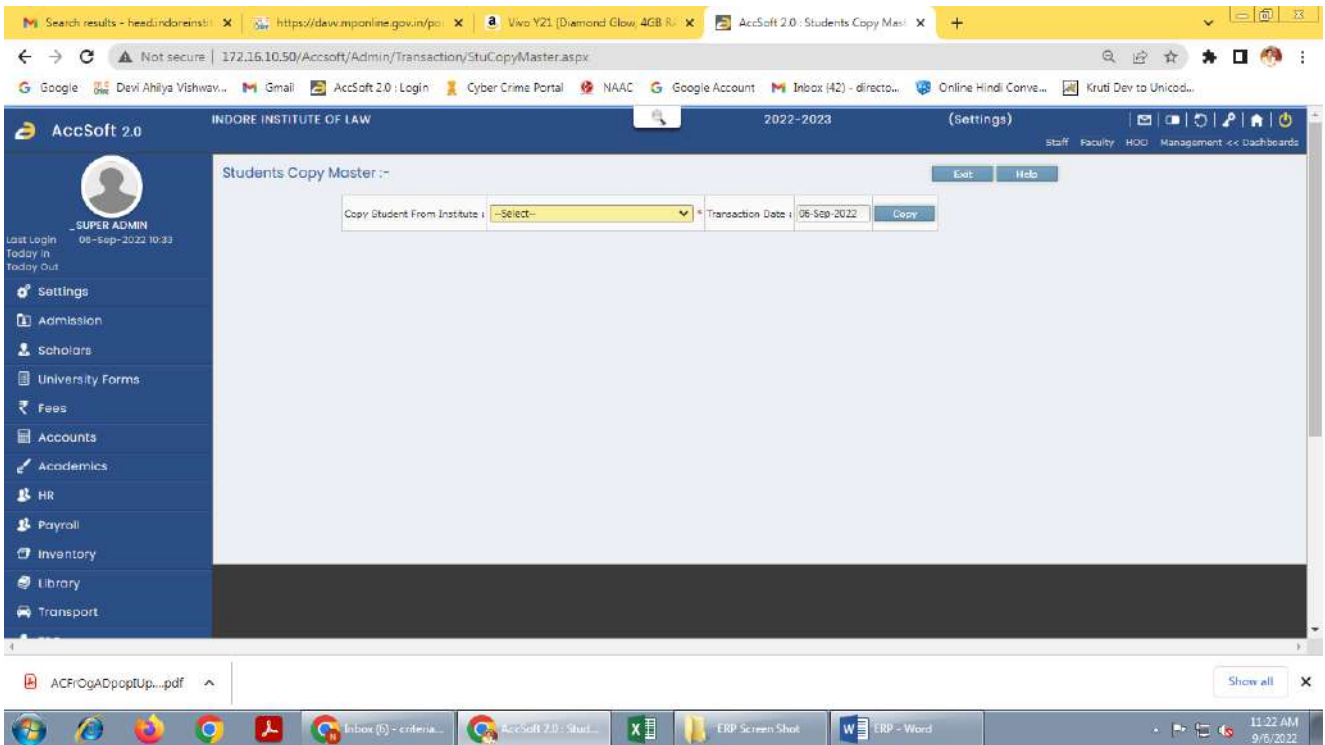 Search results - head.indoreinsti
https://davv.mponline.gov.in/po
Vivo Y21 (Diamond Glow, 4GB R
AccSoft 2.0 : Students Copy Mast
Not secure | 172.16.10.50/Accsoft/Admin/Transaction/StuCopyMaster.aspx
Google
Devi Ahilya Vishwav...
Gmail
AccSoft 2.0 : Login
Cyber Crime Portal
NAAC
Google Account
Inbox (42) - directo...
Online Hindi Conve...
Kruti Dev to Unicod...
AccSoft 2.0
INDORE INSTITUTE OF LAW
2022-2023
(Settings)
Staff Faculty HOD Management << Dashboards
_SUPER ADMIN
Last Login 06-Sep-2022 10:33
Today In
Today Out
Settings
Admission
Scholars
University Forms
Fees
Accounts
Academics
HR
Payroll
Inventory
Library
Transport
Students Copy Master :-
Exit
Help
Copy Student From Institute : --Select-- * Transaction Date : 06-Sep-2022 Copy
ACFrOgADpopIUp....pdf
Show all
Inbox (6) - criteria...
AccSoft 2.0 : Stud...
ERP Screen Shot
ERP - Word
11:22 AM
9/6/2022